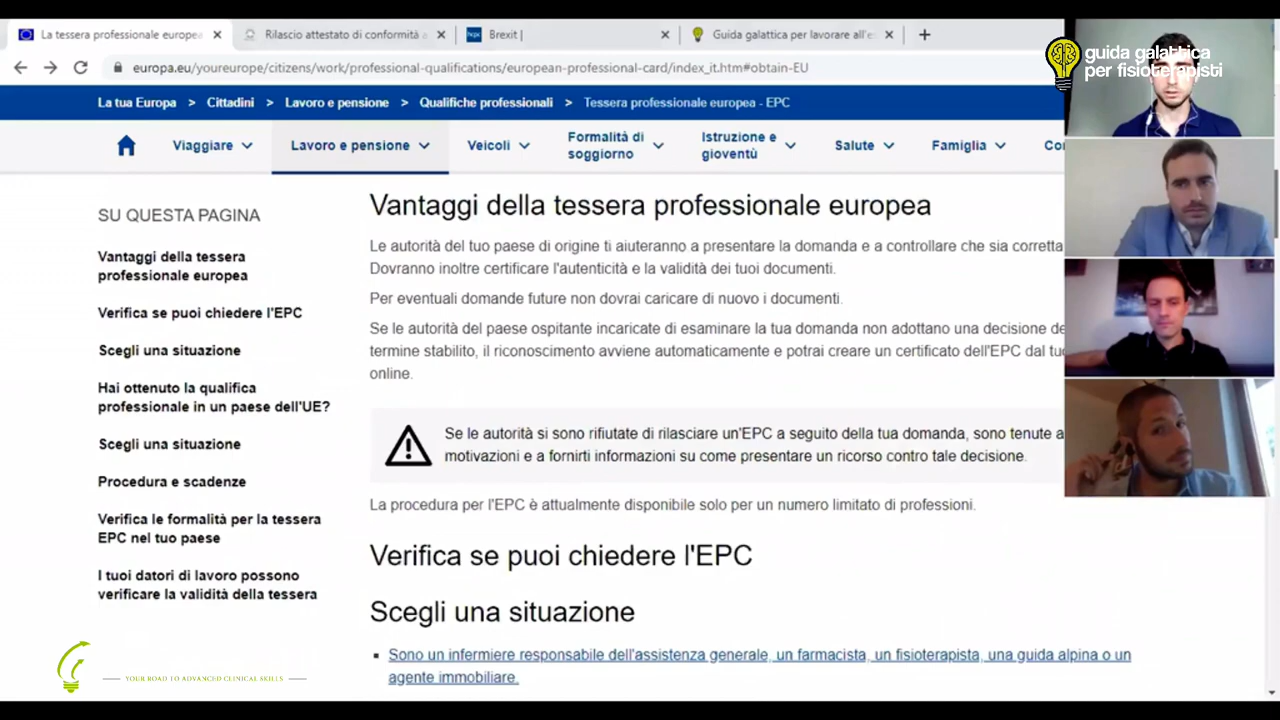 La tessera professionale europea
Rilascio attestato di conformità a
hcpc
Brexit |
Guida galattica per lavorare all'es
europa.eu/youreurope/citizens/work/professional-qualifications/european-professional-card/index_it.htm#obtain-EU
guida galattica
per fisioterapisti
La tua Europa > Cittadini > Lavoro e pensione > Qualifiche professionali > Tessera professionale europea - EPC
Viaggiare
Lavoro e pensione
Veicoli
Formalità di
soggiorno
Istruzione e
gioventù
Salute
Famiglia
SU QUESTA PAGINA
Vantaggi della tessera
professionale europea
Verifica se puoi chiedere l'EPC
Scegli una situazione
Hai ottenuto la qualifica
professionale in un paese dell'UE?
Scegli una situazione
Procedura e scadenze
Verifica le formalità per la tessera
EPC nel tuo paese
I tuoi datori di lavoro possono
verificare la validità della tessera
Vantaggi della tessera professionale europea
Le autorità del tuo paese di origine ti aiuteranno a presentare la domanda e a controllare che sia corretta
Dovranno inoltre certificare l'autenticità e la validità dei tuoi documenti.
Per eventuali domande future non dovrai caricare di nuovo i documenti.
Se le autorità del paese ospitante incaricate di esaminare la tua domanda non adottano una decisione de
termine stabilito, il riconoscimento avviene automaticamente e potrai creare un certificato dell'EPC dal tuo
online.
Se le autorità si sono rifiutate di rilasciare un'EPC a seguito della tua domanda, sono tenute a
motivazioni e a fornirti informazioni su come presentare un ricorso contro tale decisione.
La procedura per l'EPC è attualmente disponibile solo per un numero limitato di professioni.
Verifica se puoi chiedere l'EPC
Scegli una situazione
Sono un infermiere responsabile dell'assistenza generale, un farmacista, un fisioterapista, una guida alpina o un
agente immobiliare.
YOUR ROAD TO ADVANCED CLINICAL SKILLS